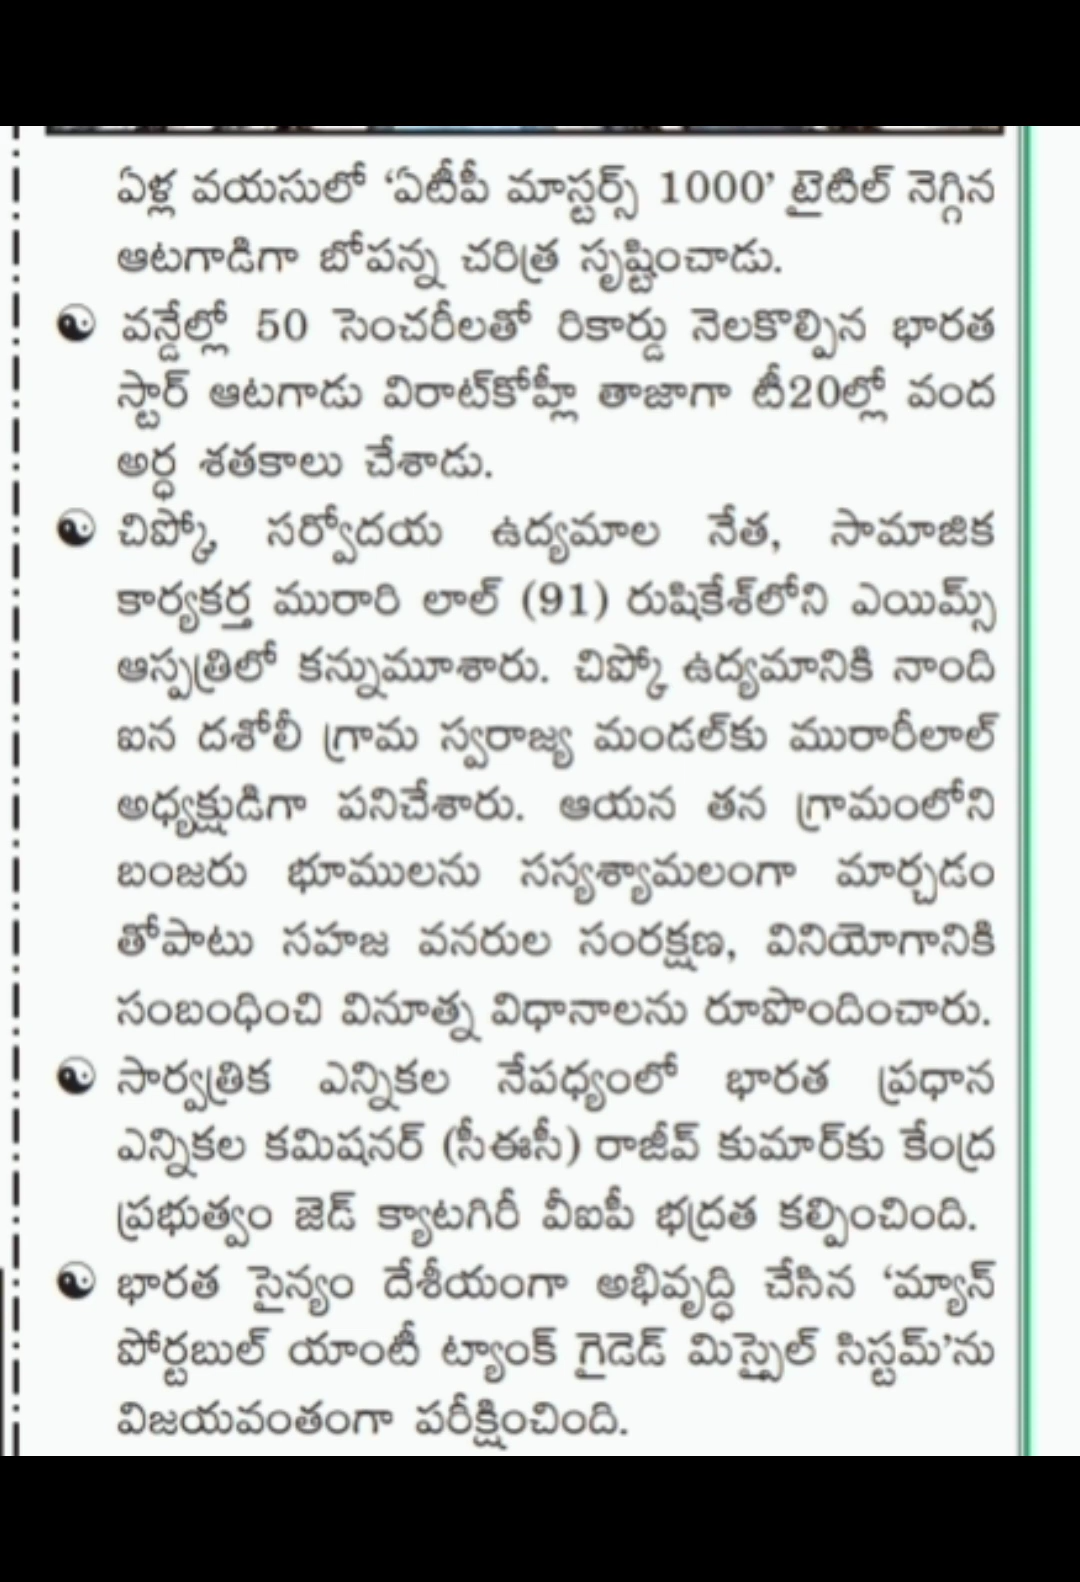 ఏళ్ల వయసులో ‘ఏటీపీ మాస్టర్స్ 1000’ టైటిల్ నెగ్గిన
ఆటగాడిగా బోపన్న చరిత్ర సృష్టించాడు.
వన్డేల్లో 50 సెంచరీలతో రికార్డు నెలకొల్పిన భారత
స్టార్ ఆటగాడు విరాట్‌కోహ్లీ తాజాగా టీ20ల్లో వంద
అర్ధ శతకాలు చేశాడు.
చిప్కో, సర్వోదయ ఉద్యమాల నేత, సామాజిక
కార్యకర్త మురారి లాల్ (91) రుషికేశ్‌లోని ఎయిమ్స్
ఆస్పత్రిలో కన్నుమూశారు. చిప్కో ఉద్యమానికి నాంది
ఐన దశోలీ గ్రామ స్వరాజ్య మండల్‌కు మురారీలాల్
అధ్యక్షుడిగా పనిచేశారు. ఆయన తన గ్రామంలోని
బంజరు భూములను సస్యశ్యామలంగా మార్చడం
తోపాటు సహజ వనరుల సంరక్షణ, వినియోగానికి
సంబంధించి వినూత్న విధానాలను రూపొందించారు.
సార్వత్రిక ఎన్నికల నేపథ్యంలో భారత ప్రధాన
ఎన్నికల కమిషనర్ (సీఈసీ) రాజీవ్ కుమార్‌కు కేంద్ర
ప్రభుత్వం జెడ్ క్యాటగిరీ వీఐపీ భద్రత కల్పించింది.
భారత సైన్యం దేశీయంగా అభివృద్ధి చేసిన ‘మ్యాన్
పోర్టబుల్ యాంటీ ట్యాంక్ గైడెడ్ మిస్సైల్ సిస్టమ్’ను
విజయవంతంగా పరీక్షించింది.